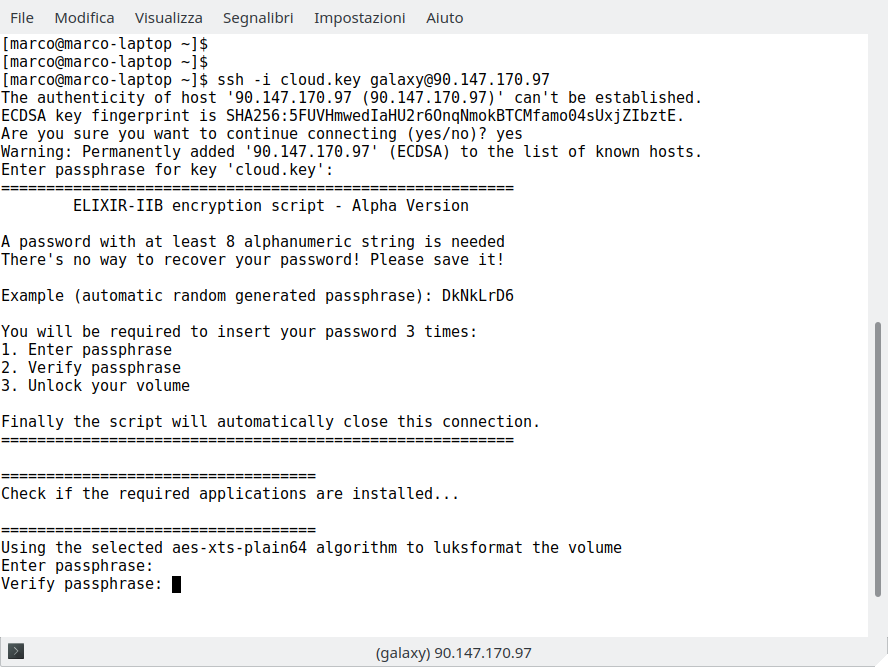 File Modifica Visualizza Segnalibri Impostazioni Aiuto
[marco@marco-laptop ~]$
[marco@marco-laptop ~]$
[marco@marco-laptop ~]$ ssh -i cloud.key galaxy@90.147.170.97
The authenticity of host '90.147.170.97 (90.147.170.97)' can't be established.
ECDSA key fingerprint is SHA256:5FUVHmwedIaHU2r6OnqNmokBTCMfamo04sUxjZIbztE.
Are you sure you want to continue connecting (yes/no)? yes
Warning: Permanently added '90.147.170.97' (ECDSA) to the list of known hosts.
Enter passphrase for key 'cloud.key':
=========================================================
ELIXIR-IIB encryption script - Alpha Version
A password with at least 8 alphanumeric string is needed
There's no way to recover your password! Please save it!
Example (automatic random generated passphrase): DkNkLrD6
You will be required to insert your password 3 times:
1. Enter passphrase
2. Verify passphrase
3. Unlock your volume
Finally the script will automatically close this connection.
=========================================================
===================================
Check if the required applications are installed...
===================================
Using the selected aes-xts-plain64 algorithm to luksformat the volume
Enter passphrase:
Verify passphrase:
(galaxy) 90.147.170.97